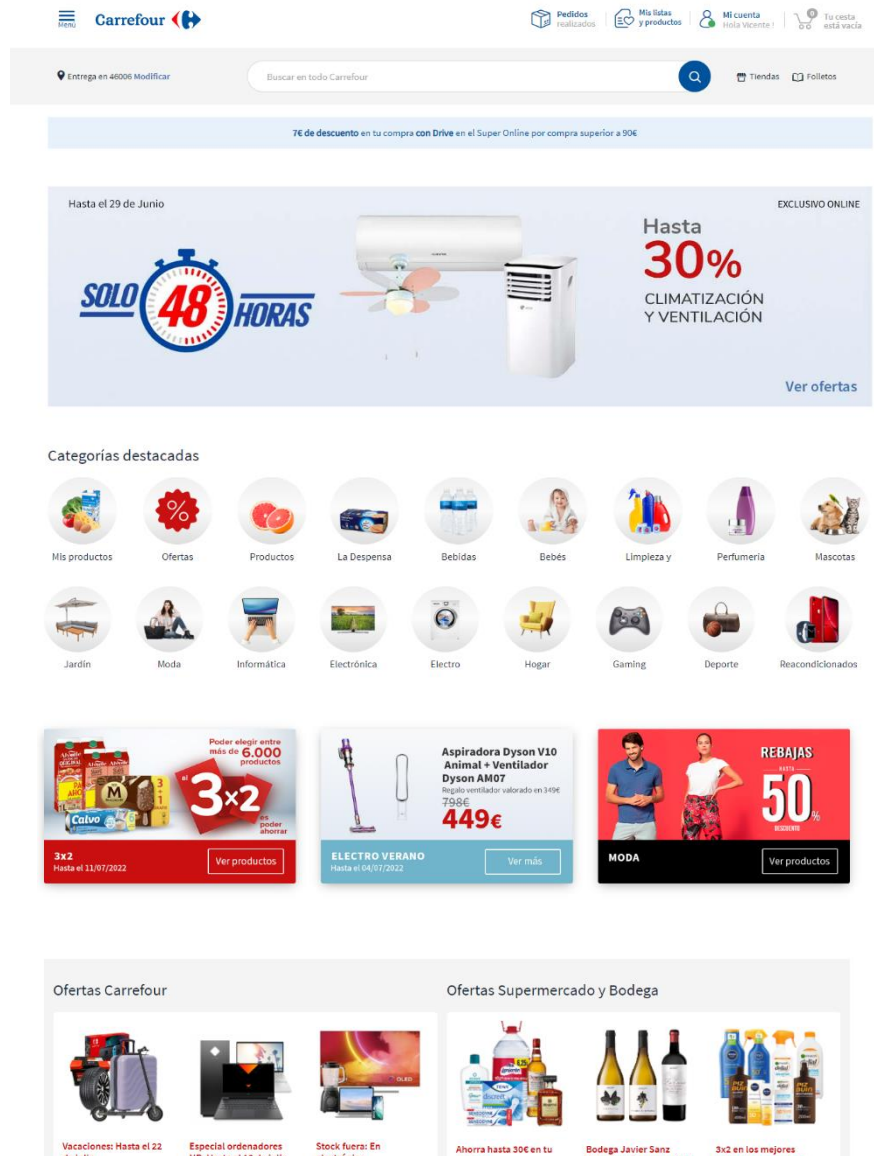 Menú
Carrefour
Pedidos
realizados
Mis listas
y productos
Mi cuenta
Hola Vicente !
0
Tu cesta
está vacía
Entrega en 46006 Modificar
Buscar en todo Carrefour
Tiendas
Folletos
7€ de descuento en tu compra con Drive en el Super Online por compra superior a 90€
Hasta el 29 de Junio
EXCLUSIVO ONLINE
SOLO 48 HORAS
Hasta
30%
CLIMATIZACIÓN
Y VENTILACIÓN
Ver ofertas
Categorías destacadas
%
Mis productos
Ofertas
Productos
La Despensa
Bebidas
Bebés
Limpieza y
Perfumería
Mascotas
Jardín
Moda
Informática
Electrónica
Electro
Hogar
Gaming
Deporte
Reacondicionados
Poder elegir entre
más de 6.000
productos
al
3x2
es
poder
ahorrar
Calvo
M
3
+
1
3x2
Hasta el 11/07/2022
Ver productos
Aspiradora Dyson V10
Animal + Ventilador
Dyson AM07
Regalo ventilador valorado en 349€
798€
449€
ELECTRO VERANO
Hasta el 04/07/2022
Ver más
REBAJAS
HASTA
50%
DESCUENTO
MODA
Ver productos
Ofertas Carrefour
Ofertas Supermercado y Bodega
OLED
Vacaciones: Hasta el 22
Especial ordenadores
Stock fuera: En
Ahorra hasta 30€ en tu
Bodega Javier Sanz
3x2 en los mejores